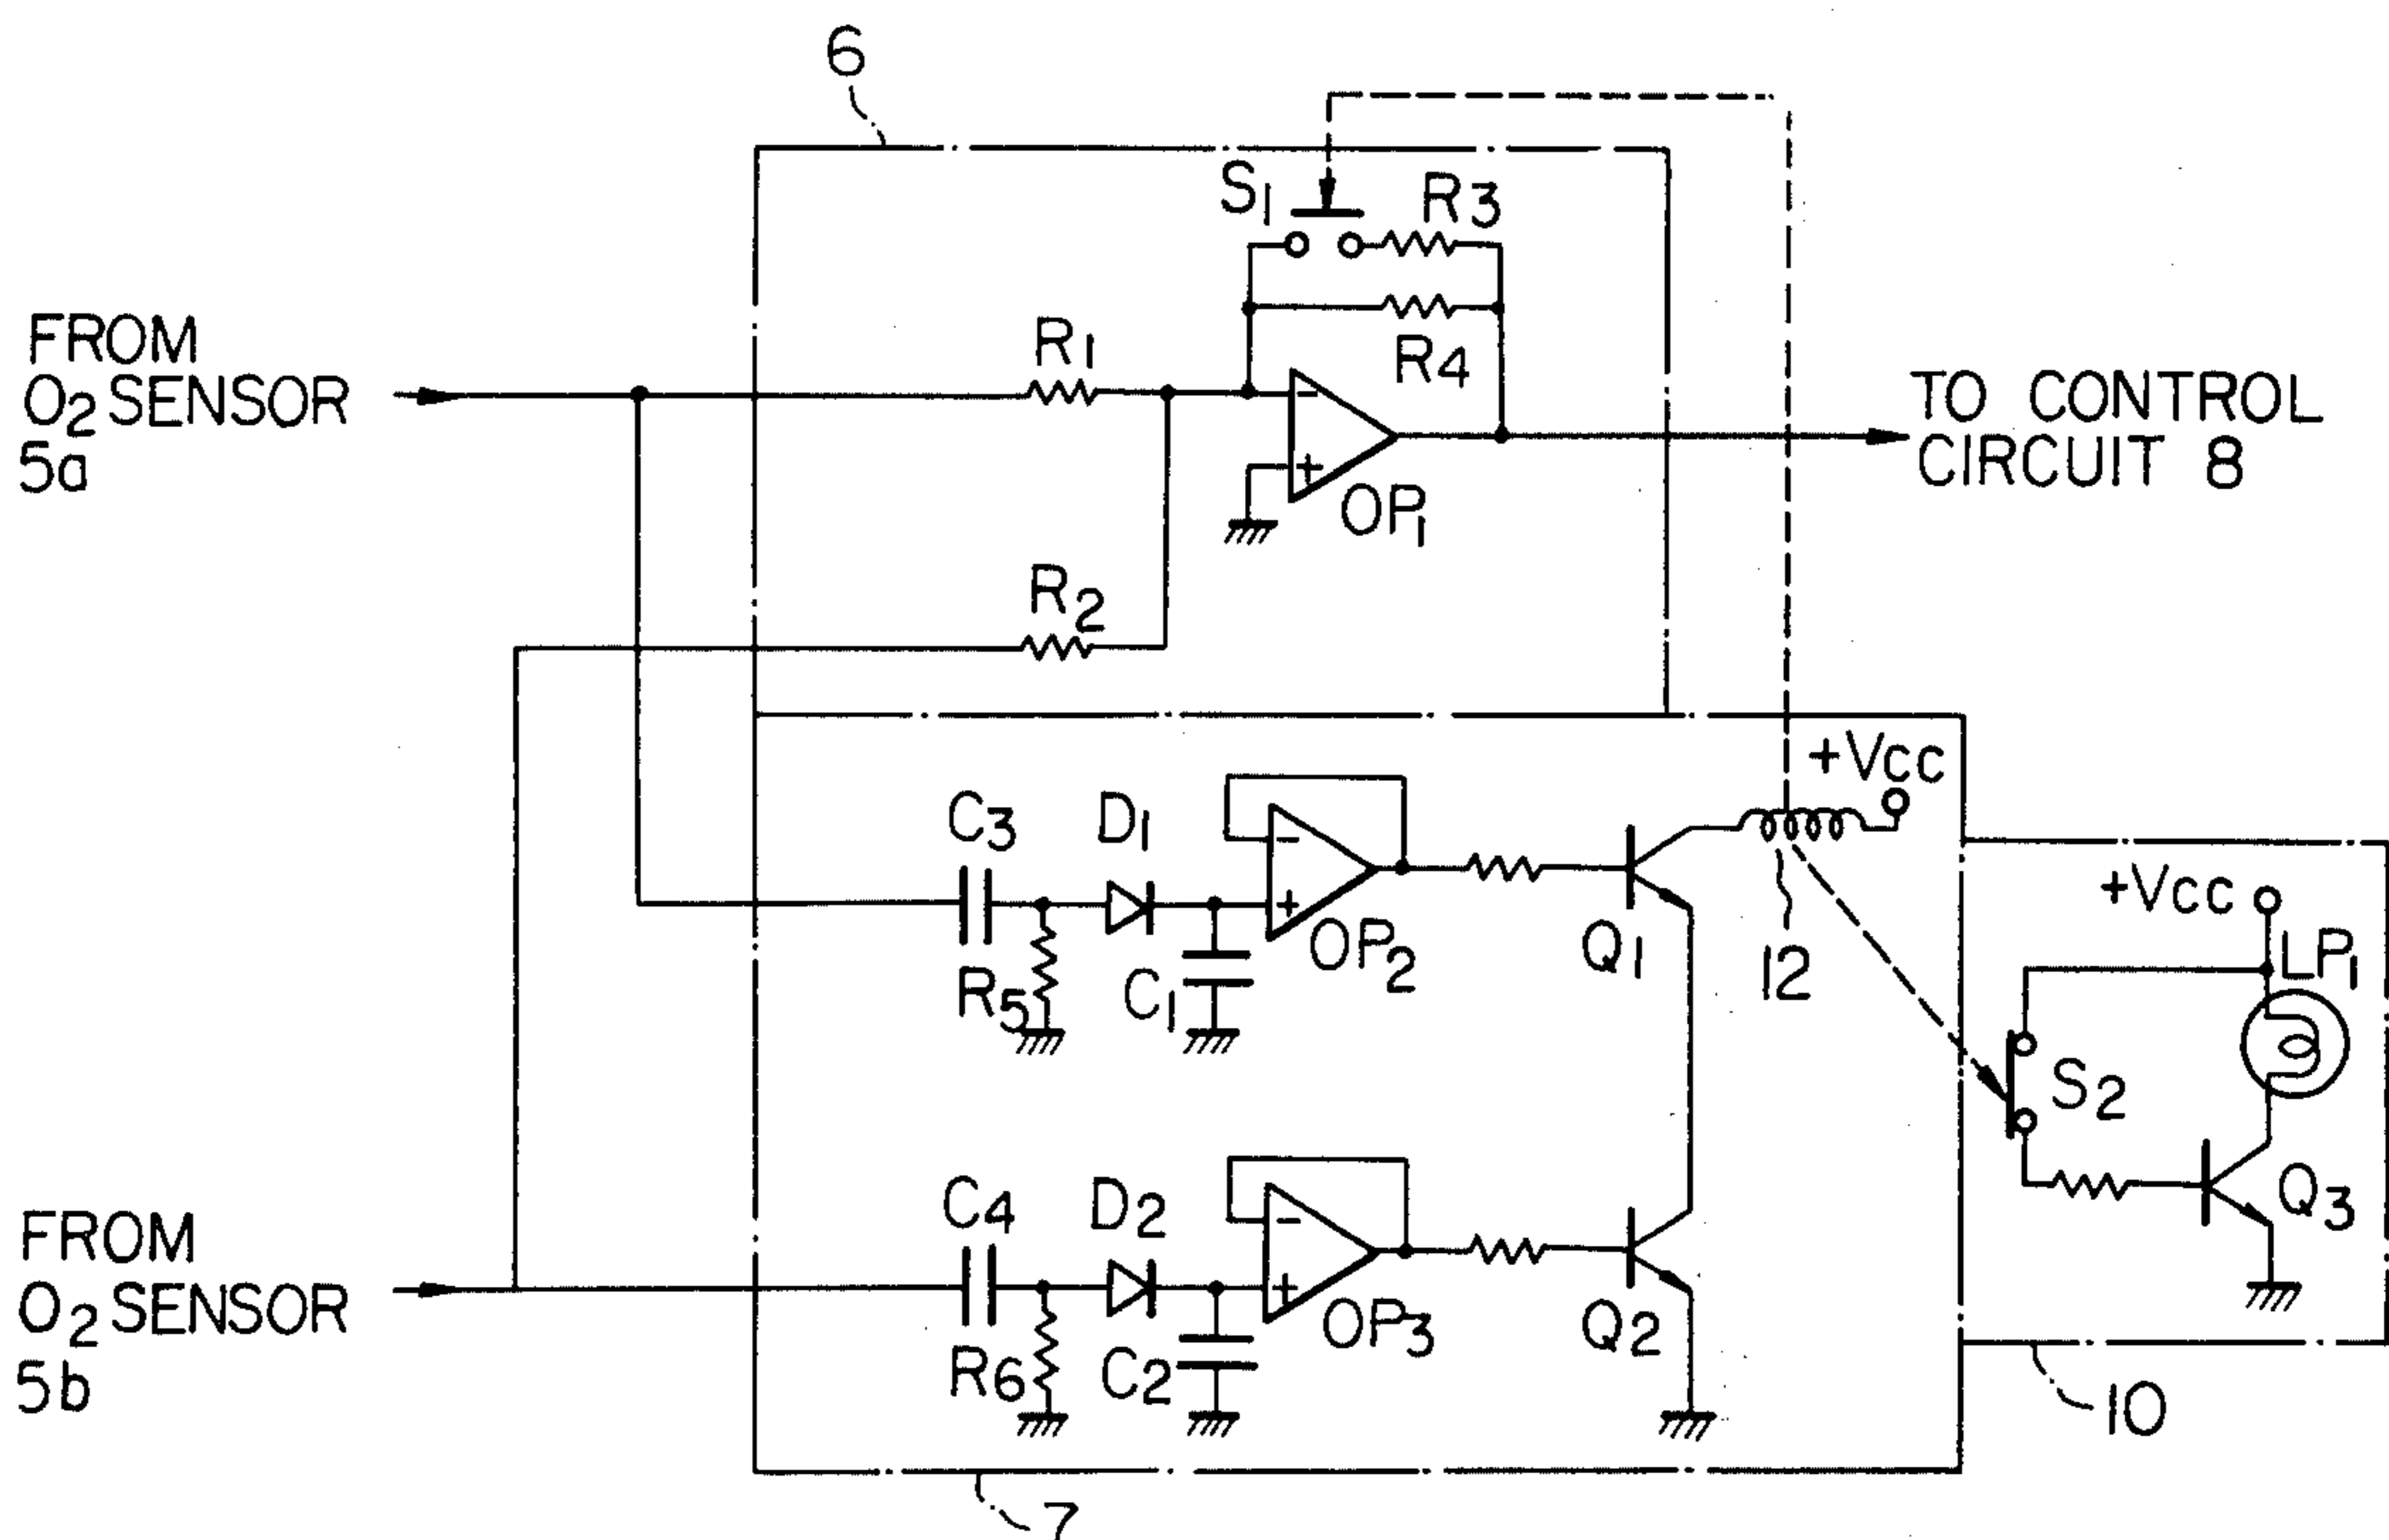 6
S1 R3
FROM
O2 SENSOR
5a
R1
R4
- +
OP1
TO CONTROL
CIRCUIT 8
R2
+Vcc
C3 D1
- +
OP2
R5 C1
Q1
12
+Vcc
LP1
S2
Q3
FROM
O2 SENSOR
5b
C4 D2
- +
OP3
R6 C2
Q2
10
7